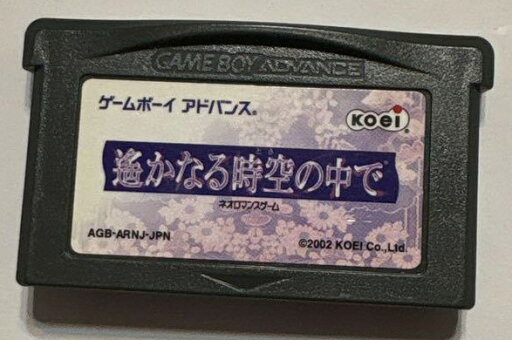 GAME BOY ADVANCE
ゲームボーイ アドバンス®
KOEI
遙かなる時空の中で
とき
ネオロマンスゲーム
AGB-ARNJ-JPN
©2002 KOEI Co.,Ltd.